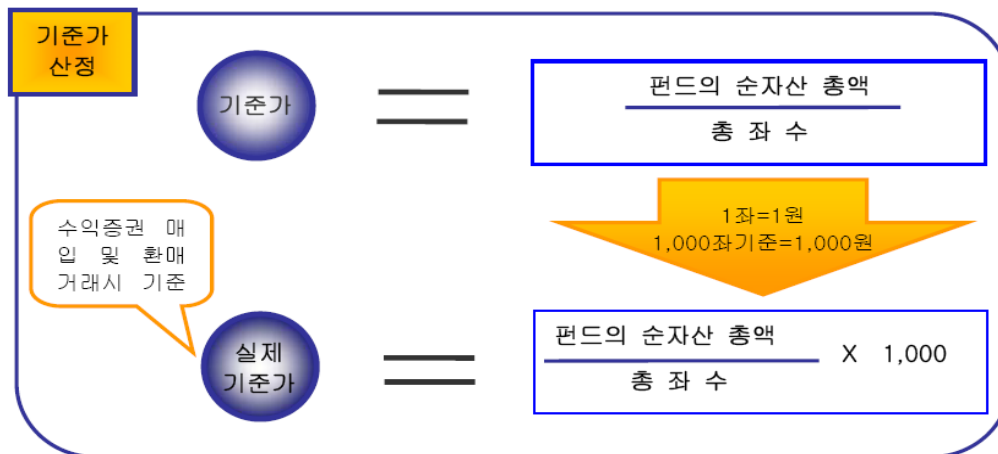 기준가
산정
기준가
펀드의 순자산 총액
총 좌 수
1좌=1원
1,000좌기준=1,000원
수익증권 매
입 및 환매
거래시 기준
실제
기준가
펀드의 순자산 총액
총 좌 수
X 1,000